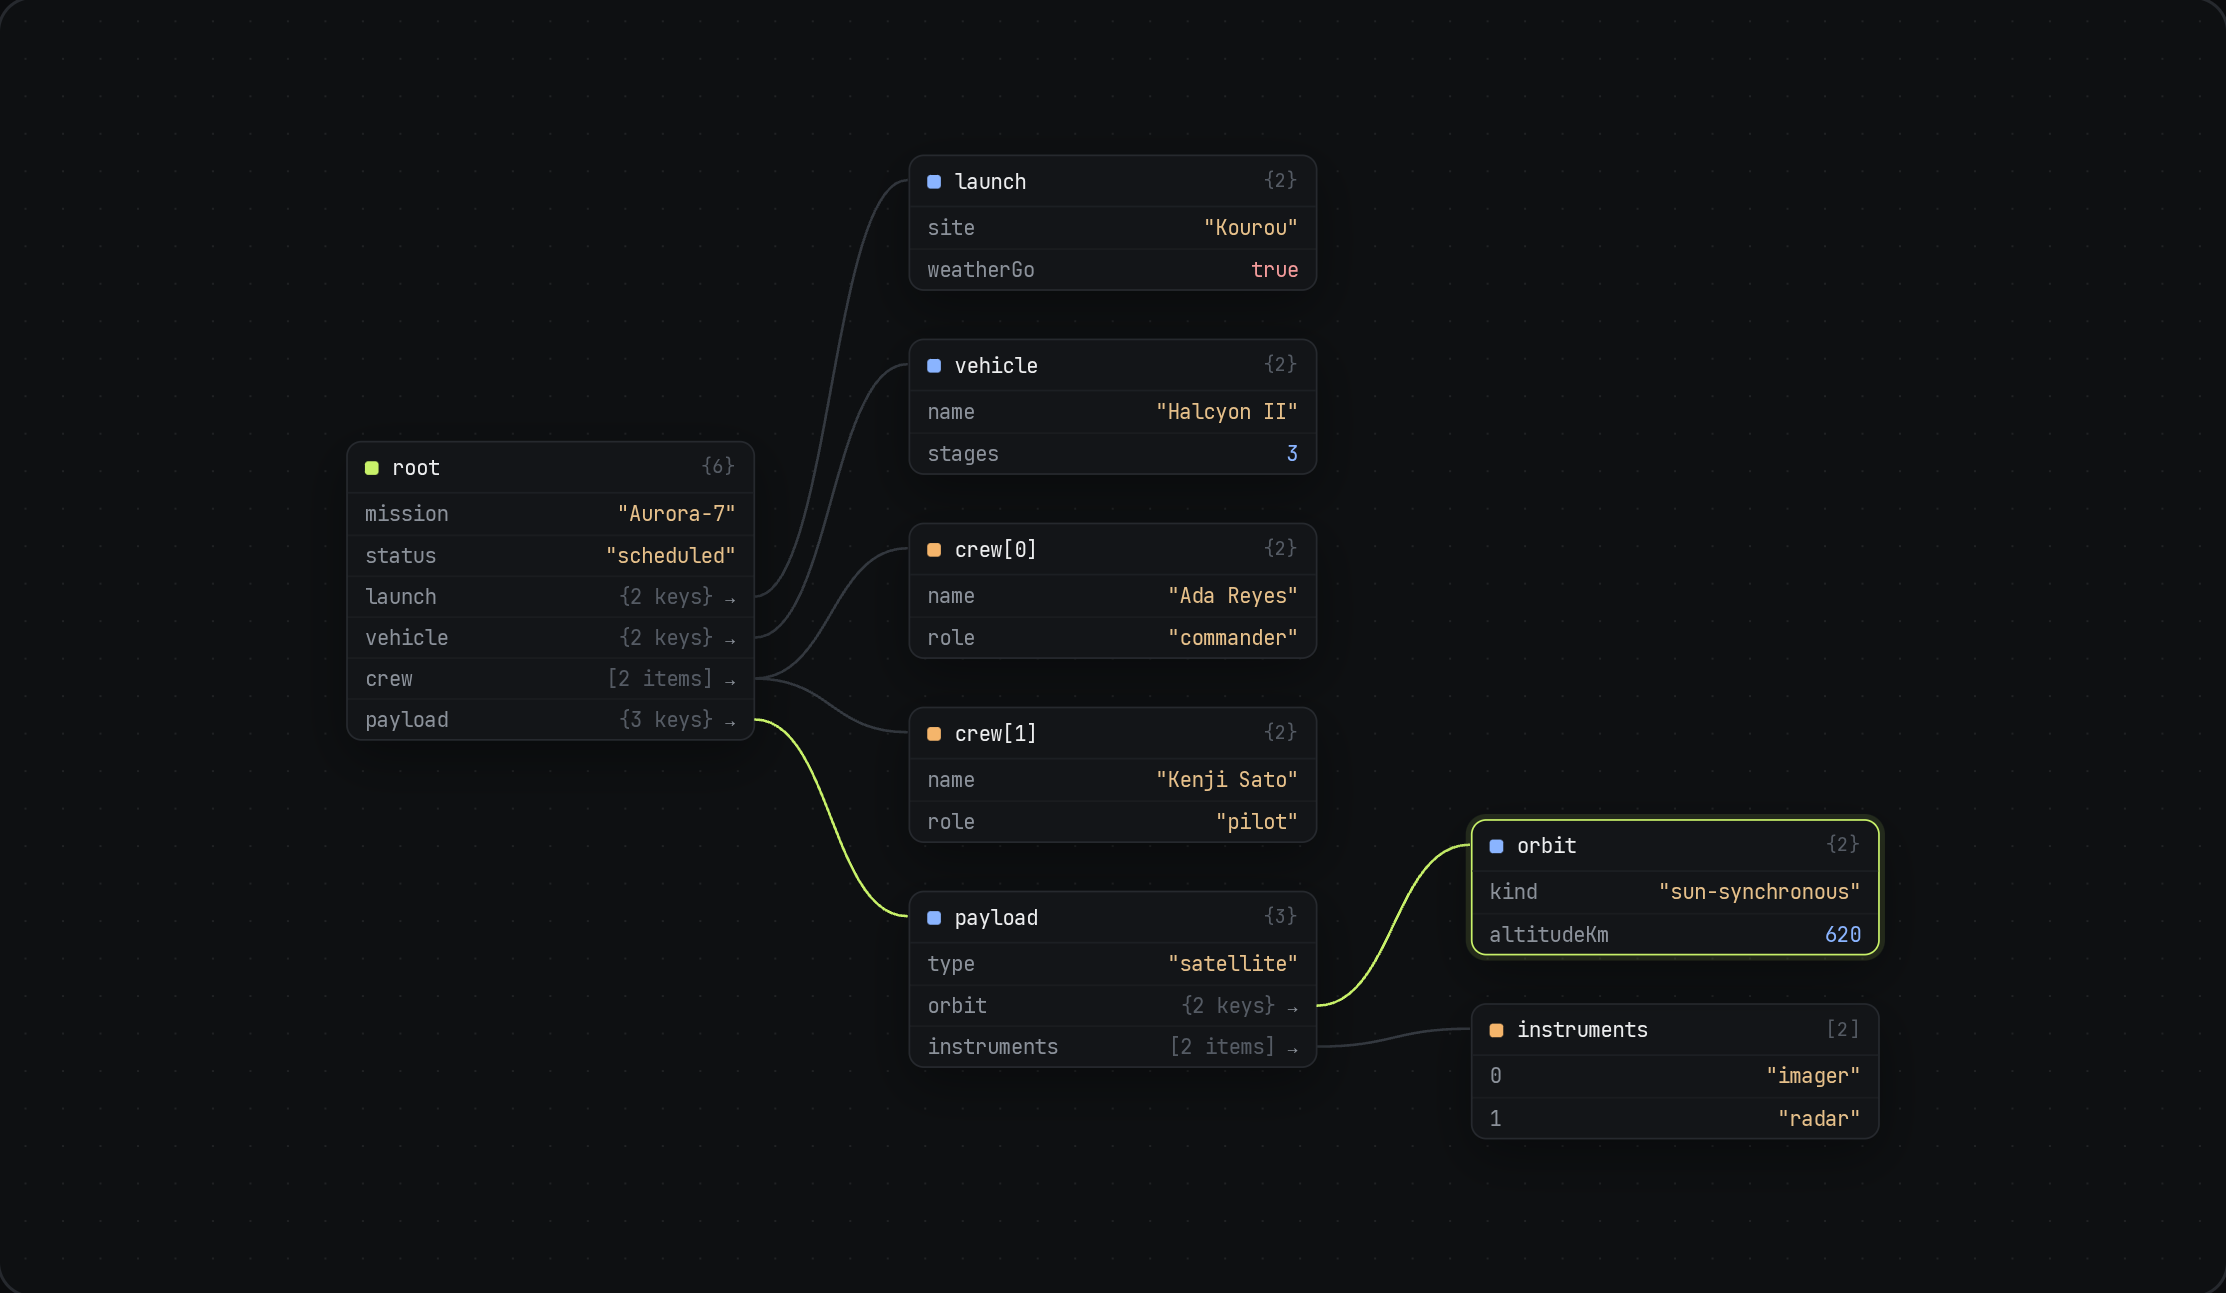 root {6}
mission "Aurora-7"
status "scheduled"
launch {2 keys} →
vehicle {2 keys} →
crew [2 items] →
payload {3 keys} →
launch {2}
site "Kourou"
weatherGo true
vehicle {2}
name "Halcyon II"
stages 3
crew[0] {2}
name "Ada Reyes"
role "commander"
crew[1] {2}
name "Kenji Sato"
role "pilot"
payload {3}
type "satellite"
orbit {2 keys} →
instruments [2 items] →
orbit {2}
kind "sun-synchronous"
altitudeKm 620
instruments [2]
0 "imager"
1 "radar"